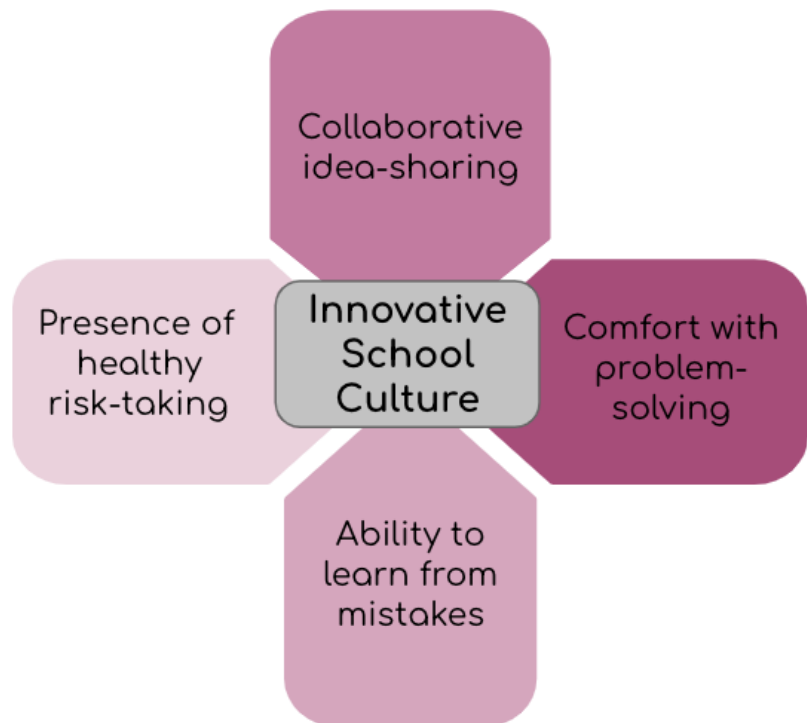 Collaborative
idea-sharing
Presence of
healthy
risk-taking
Innovative
School
Culture
Comfort with
problem-
solving
Ability to
learn from
mistakes